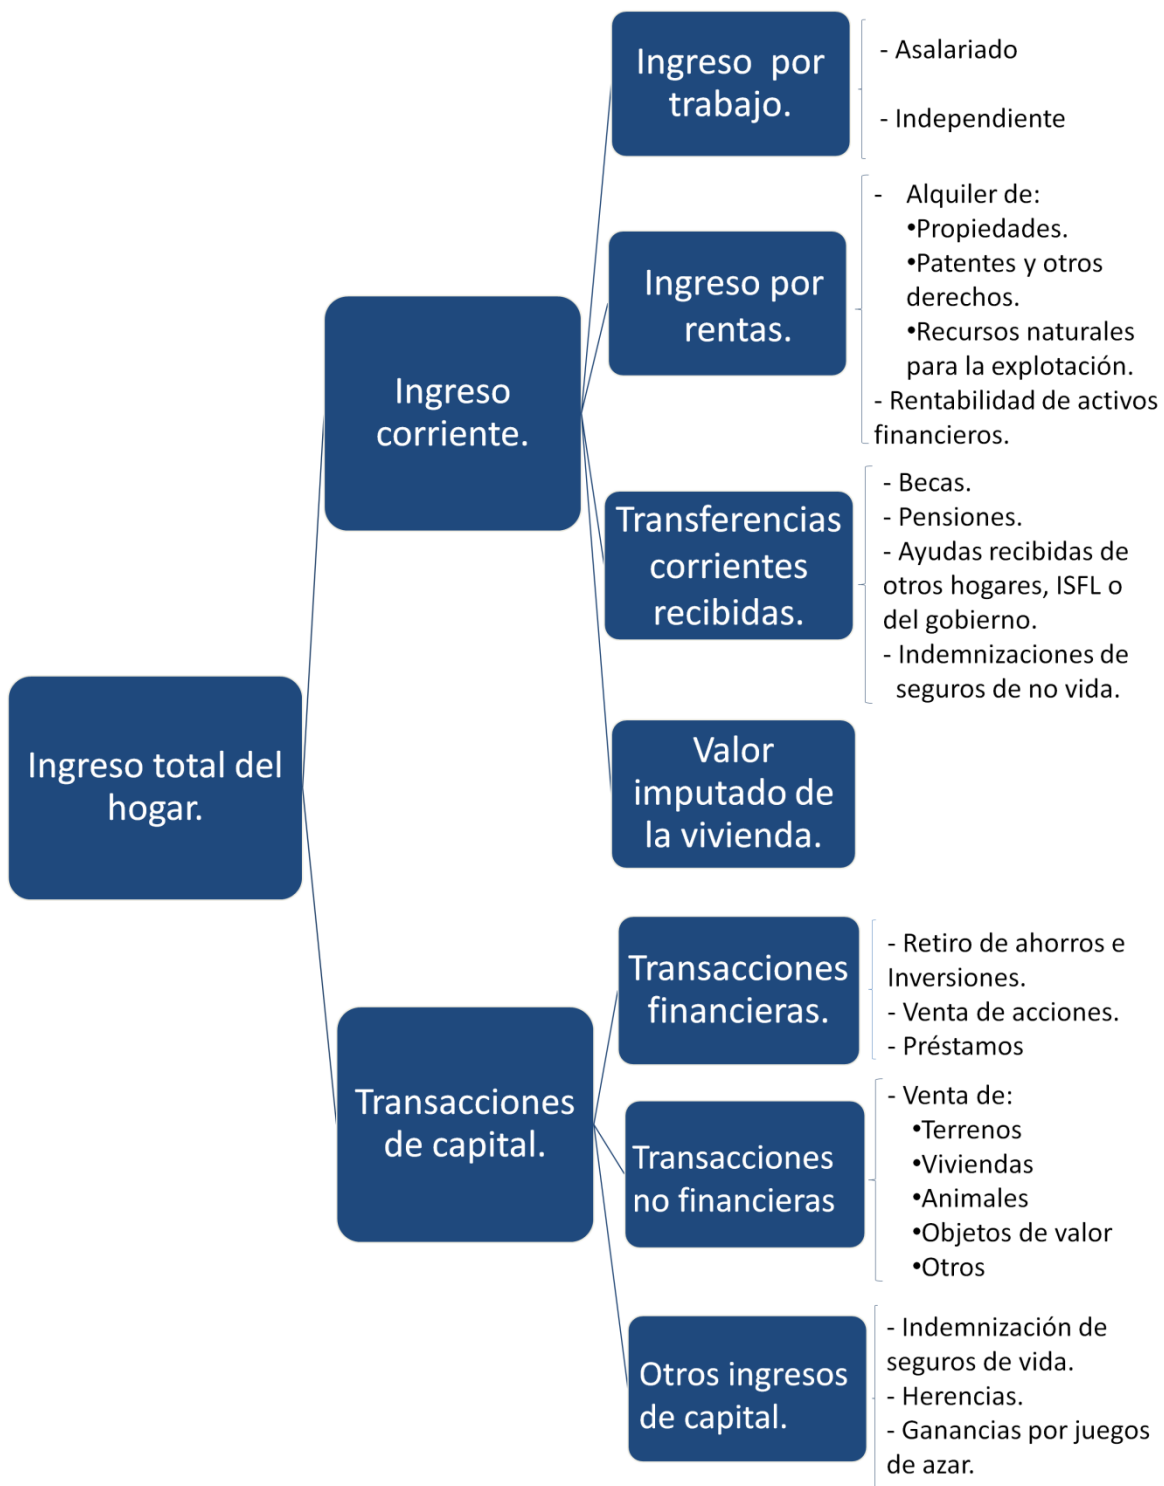 Ingreso total del
hogar.
Ingreso
corriente.
Ingreso por
trabajo.
- Asalariado
- Independiente
Ingreso por
rentas.
- Alquiler de:
•Propiedades.
•Patentes y otros
derechos.
•Recursos naturales
para la explotación.
- Rentabilidad de activos
financieros.
Transferencias
corrientes
recibidas.
- Becas.
- Pensiones.
- Ayudas recibidas de
otros hogares, ISFL o
del gobierno.
- Indemnizaciones de
seguros de no vida.
Valor
imputado de
la vivienda.
Transacciones
de capital.
Transacciones
financieras.
- Retiro de ahorros e
Inversiones.
- Venta de acciones.
- Préstamos
Transacciones
no financieras
- Venta de:
•Terrenos
•Viviendas
•Animales
•Objetos de valor
•Otros
Otros ingresos
de capital.
- Indemnización de
seguros de vida.
- Herencias.
- Ganancias por juegos
de azar.